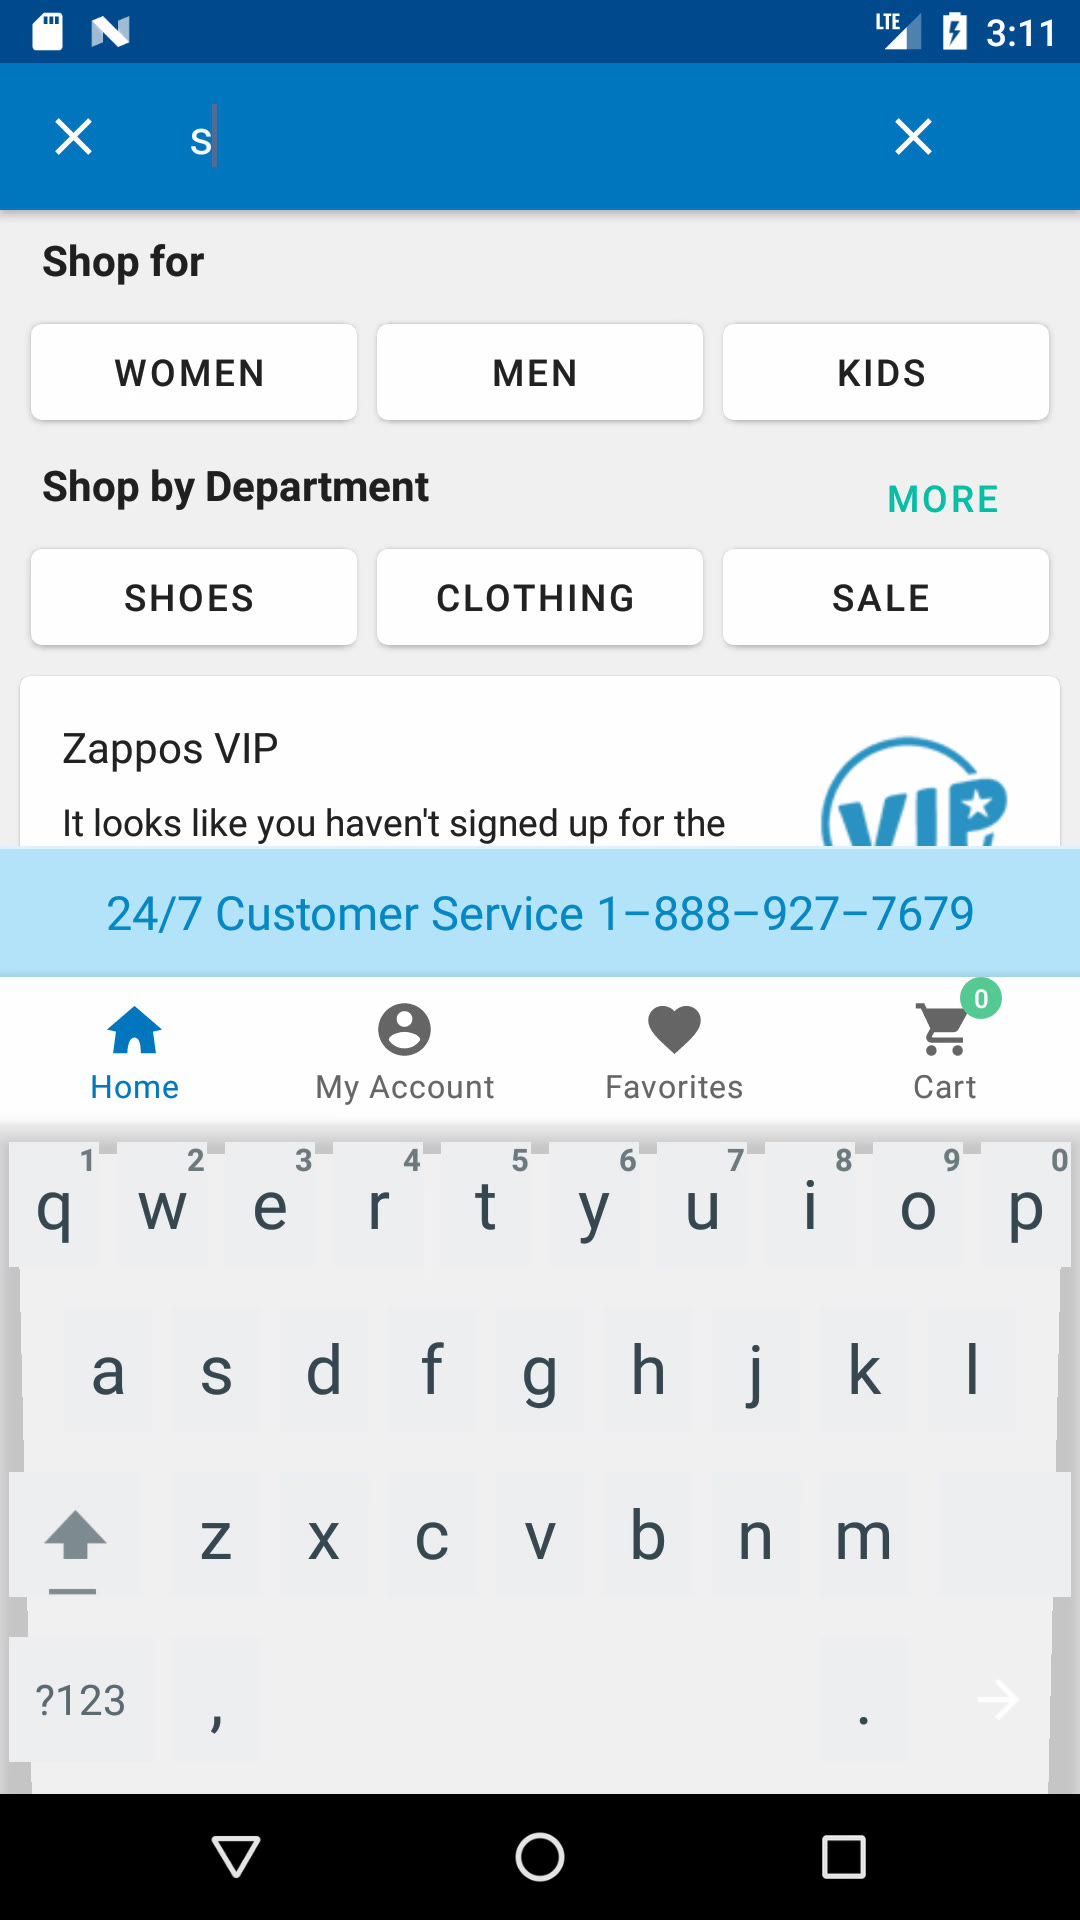 LTE 3:11
s
Shop for
WOMEN MEN KIDS
Shop by Department MORE
SHOES CLOTHING SALE
Zappos VIP
It looks like you haven't signed up for the
VIP
24/7 Customer Service 1-888-927-7679
0
Home My Account Favorites Cart
1 2 3 4 5 6 7 8 9 0
q w e r t y u i o p
a s d f g h j k l
z x c v b n m
?123 , .